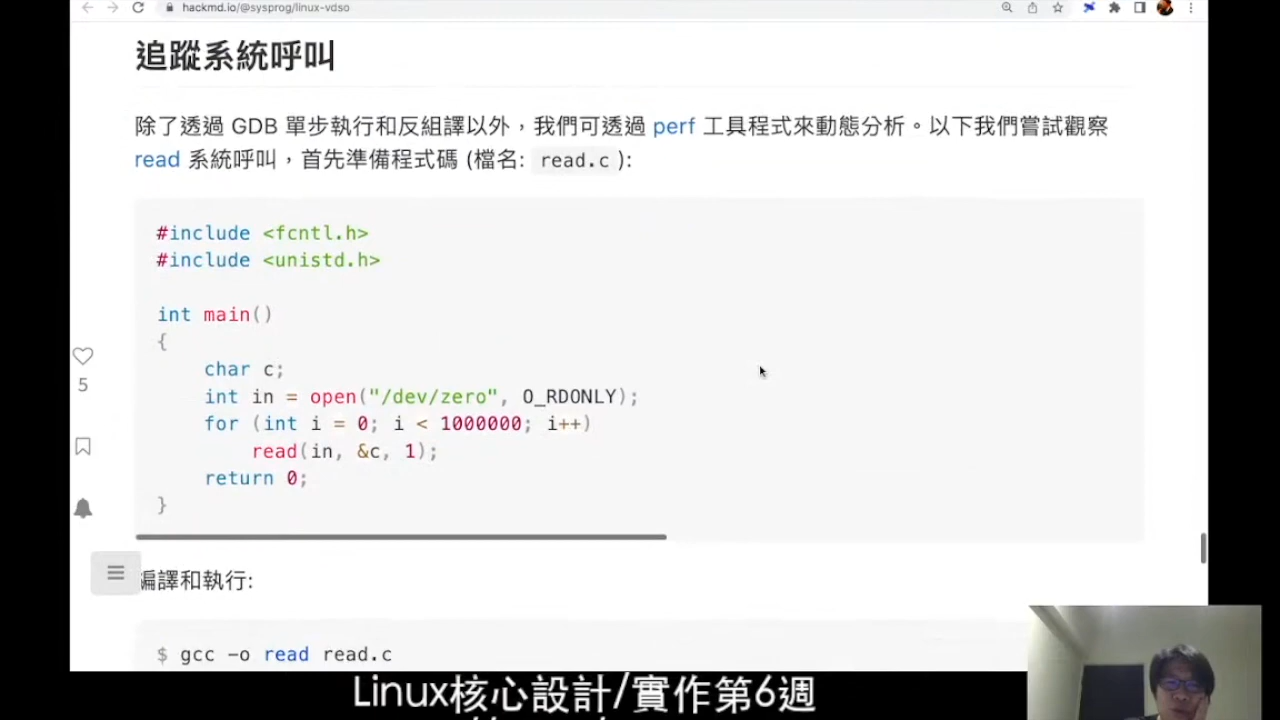 hackmd.io/@sysprog/linux-vdso
追蹤系統呼叫
除了透過 GDB 單步執行和反組譯以外，我們可透過 perf 工具程式來動態分析。以下我們嘗試觀察
read 系統呼叫，首先準備程式碼 (檔名: read.c ):
#include <fcntl.h>
#include <unistd.h>
int main()
{
    char c;
    int in = open("/dev/zero", O_RDONLY);
    for (int i = 0; i < 1000000; i++)
        read(in, &c, 1);
    return 0;
}
5
編譯和執行:
$ gcc -o read read.c
Linux核心設計/實作第6週